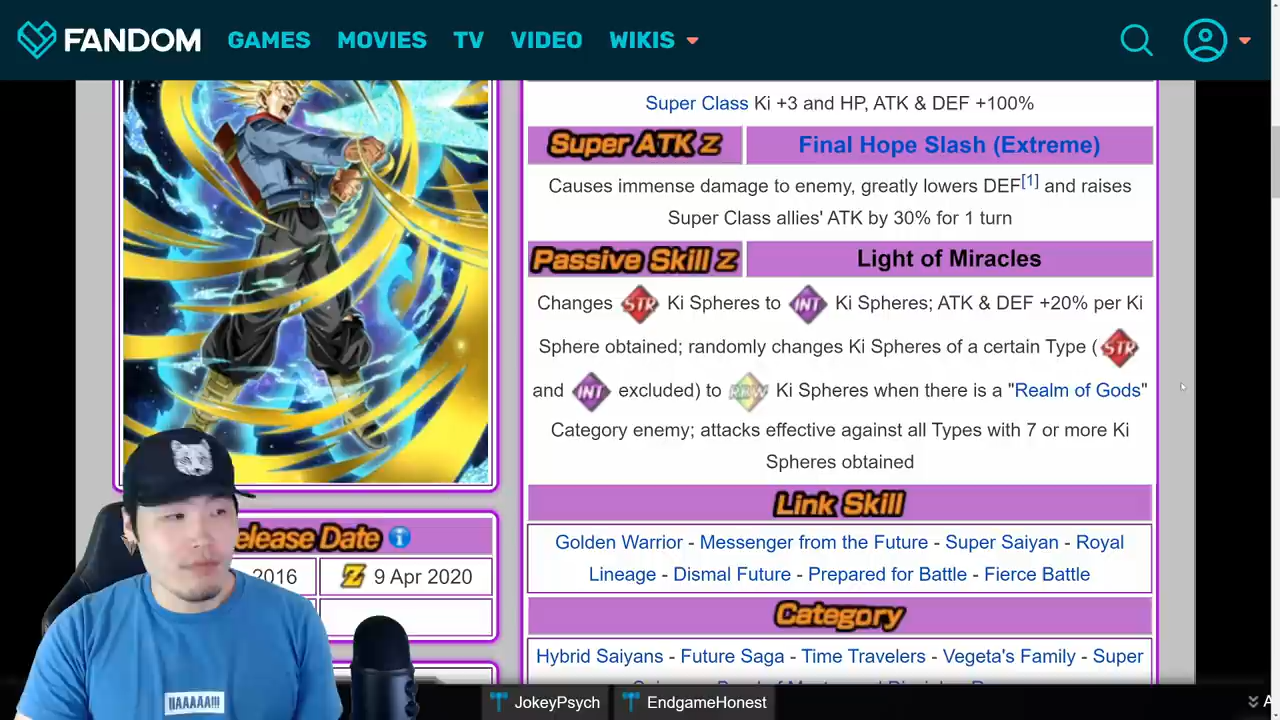 FANDOM GAMES MOVIES TV VIDEO WIKIS
Super Class Ki +3 and HP, ATK & DEF +100%
Super ATK Z Final Hope Slash (Extreme)
Causes immense damage to enemy, greatly lowers DEF[1] and raises
Super Class allies' ATK by 30% for 1 turn
Passive Skill Z Light of Miracles
Changes STR Ki Spheres to INT Ki Spheres; ATK & DEF +20% per Ki
Sphere obtained; randomly changes Ki Spheres of a certain Type ( STR
and INT excluded) to RBW Ki Spheres when there is a "Realm of Gods"
Category enemy; attacks effective against all Types with 7 or more Ki
Spheres obtained
Link Skill
Golden Warrior - Messenger from the Future - Super Saiyan - Royal
Lineage - Dismal Future - Prepared for Battle - Fierce Battle
Category
Hybrid Saiyans - Future Saga - Time Travelers - Vegeta's Family - Super
elease Date i
2016 Z 9 Apr 2020
UAAAAA!!!
JokeyPsych EndgameHonest